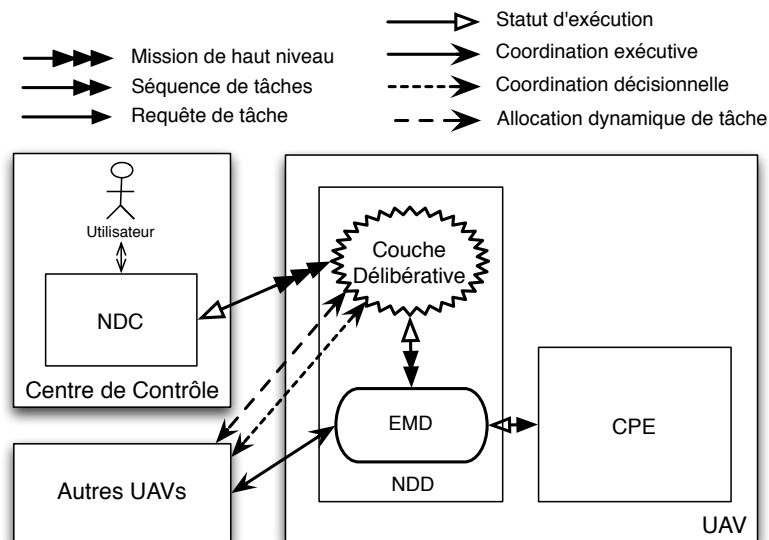 Mission de haut niveau
Séquence de tâches
Requête de tâche
Statut d'exécution
Coordination exécutive
Coordination décisionnelle
Allocation dynamique de tâche
Utilisateur
NDC
Centre de Contrôle
Autres UAVs
Couche
Délibérative
EMD
NDD
CPE
UAV